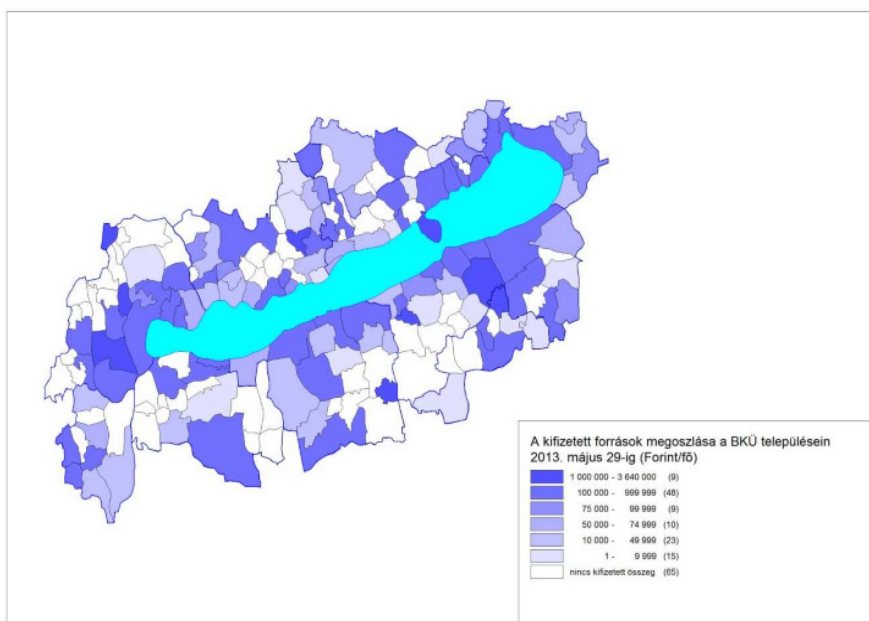 A kifizetett források megoszlása a BKÜ településein
2013. május 29-ig (Forint/fő)
1 000 000 - 3 640 000 (9)
100 000 - 999 999 (48)
75 000 - 99 999 (9)
50 000 - 74 999 (10)
10 000 - 49 999 (23)
1 - 9 999 (15)
nincs kifizetett összeg (65)